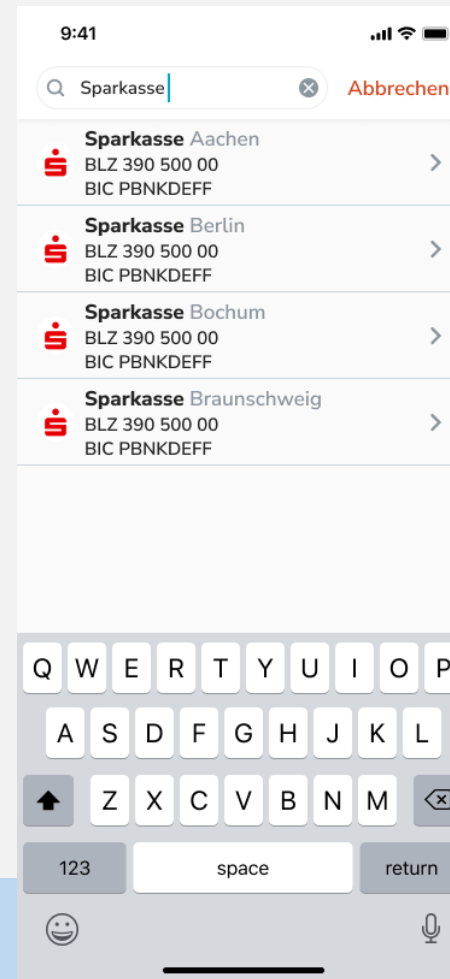 9:41
Sparkasse
Abbrechen
Sparkasse Aachen
BLZ 390 500 00
BIC PBNKDEFF
Sparkasse Berlin
BLZ 390 500 00
BIC PBNKDEFF
Sparkasse Bochum
BLZ 390 500 00
BIC PBNKDEFF
Sparkasse Braunschweig
BLZ 390 500 00
BIC PBNKDEFF
Q W E R T Y U I O P
A S D F G H J K L
Z X C V B N M
123 space return